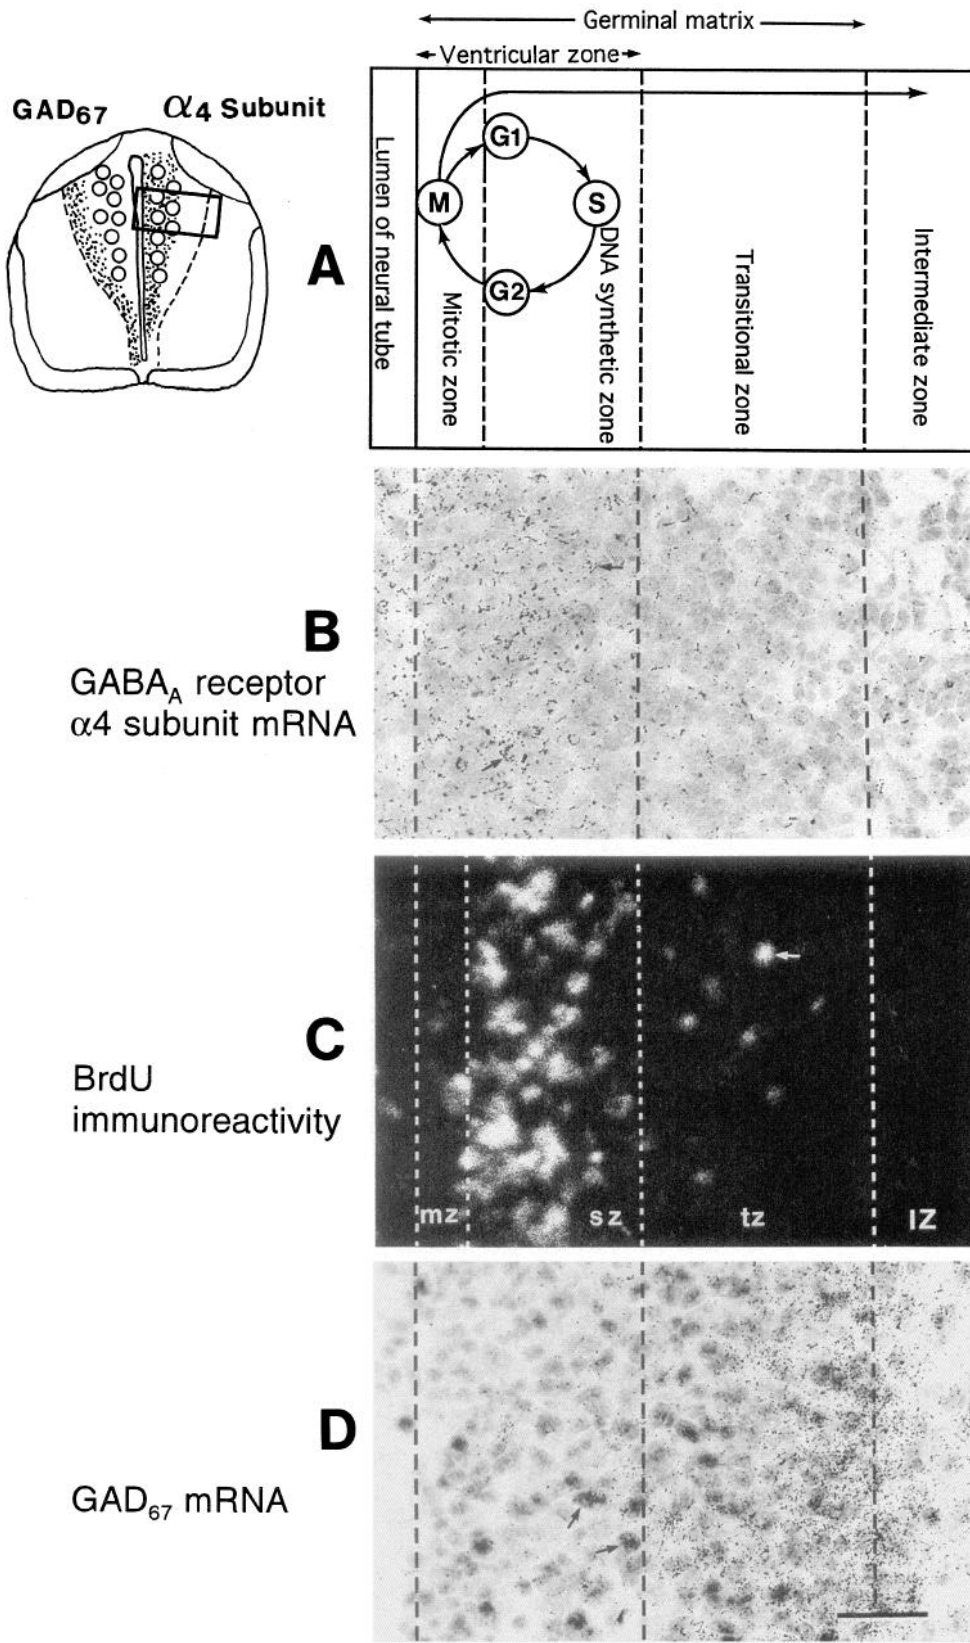 Germinal matrix
Ventricular zone
GAD67 α4 Subunit
A
Lumen of neural tube
M
G1
S
G2
Mitotic zone
DNA synthetic zone
Transitional zone
Intermediate zone
B
GABAA receptor
α4 subunit mRNA
C
BrdU
immunoreactivity
mz
sz
tz
IZ
D
GAD67 mRNA